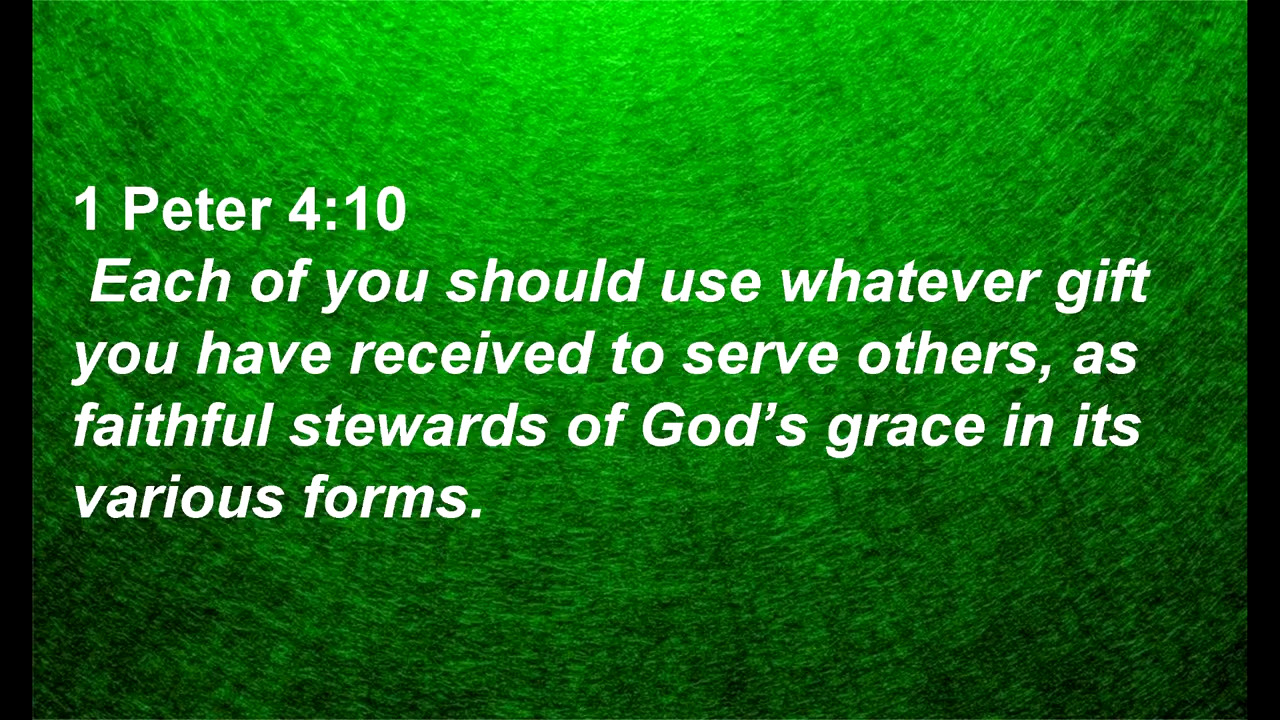 1 Peter 4:10
Each of you should use whatever gift
you have received to serve others, as
faithful stewards of God’s grace in its
various forms.